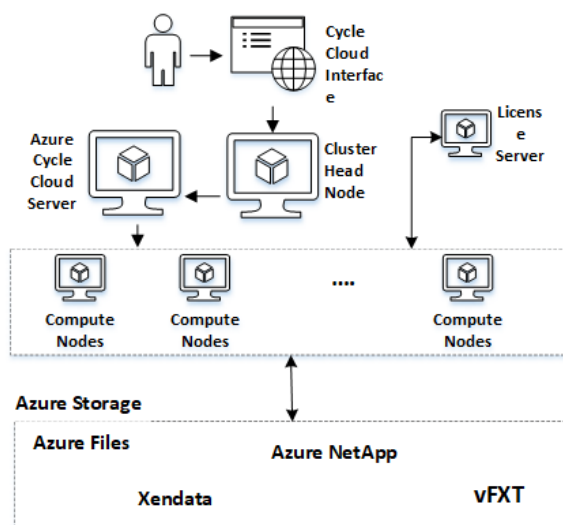 Cycle
Cloud
Interfac
e
Azure
Cycle
Cloud
Server
Cluster
Head
Node
Licens
e
Server
....
Compute
Nodes
Compute
Nodes
Compute
Nodes
Azure Storage
Azure Files
Azure NetApp
Xendata
vFXT